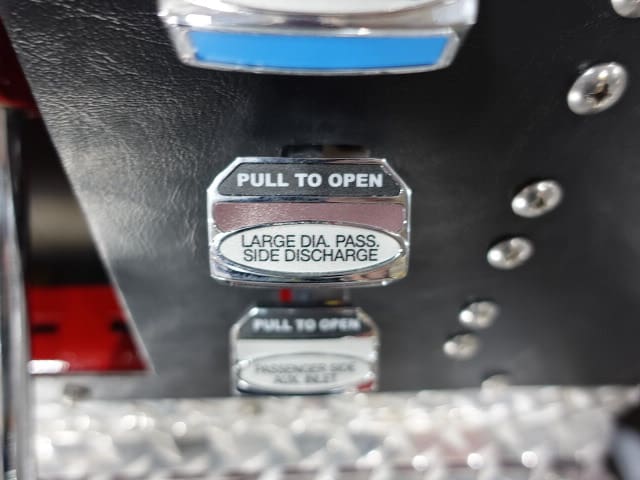 PULL TO OPEN
LARGE DIA. PASS.
SIDE DISCHARGE
PULL TO OPEN
PASSENGER SIDE
AUX. INLET